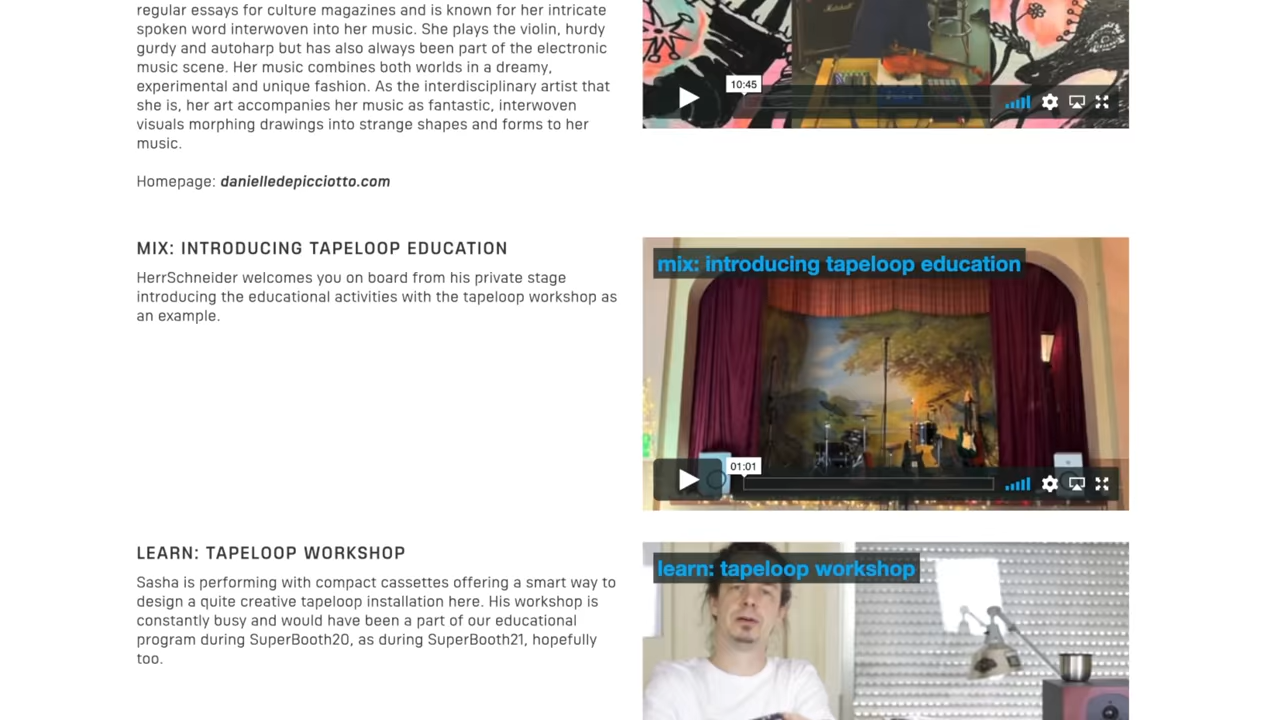 regular essays for culture magazines and is known for her intricate
spoken word interwoven into her music. She plays the violin, hurdy
gurdy and autoharp but has also always been part of the electronic
music scene. Her music combines both worlds in a dreamy,
experimental and unique fashion. As the interdisciplinary artist that
she is, her art accompanies her music as fantastic, interwoven
visuals morphing drawings into strange shapes and forms to her
music.
Homepage: danielledepicciotto.com
Marshall
10:45
MIX: INTRODUCING TAPELOOP EDUCATION
HerrSchneider welcomes you on board from his private stage
introducing the educational activities with the tapeloop workshop as
an example.
mix: introducing tapeloop education
01:01
LEARN: TAPELOOP WORKSHOP
Sasha is performing with compact cassettes offering a smart way to
design a quite creative tapeloop installation here. His workshop is
constantly busy and would have been a part of our educational
program during SuperBooth20, as during SuperBooth21, hopefully
too.
learn: tapeloop workshop